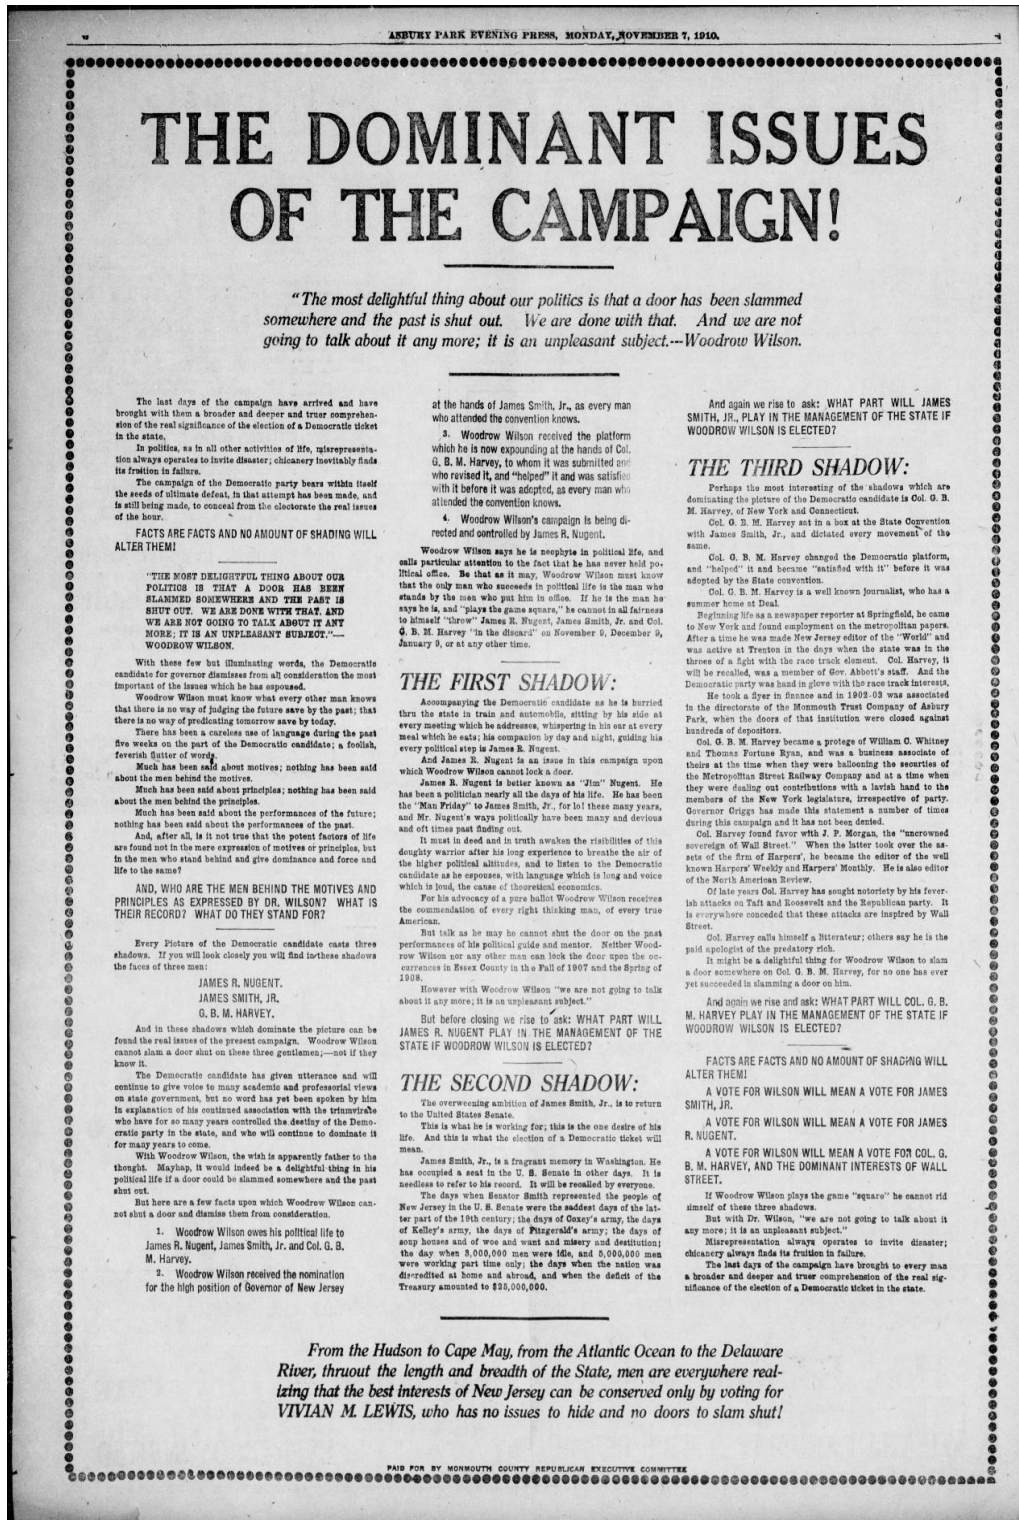 ASBURY PARK EVENING PRESS, MONDAY, NOVEMBER 7, 1910.
THE DOMINANT ISSUES
OF THE CAMPAIGN!
"The most delightful thing about our politics is that a door has been slammed
somewhere and the past is shut out. We are done with that. And we are not
going to talk about it any more; it is an unpleasant subject.---Woodrow Wilson.
The last days of the campaign have arrived and have
brought with them a broader and deeper and truer comprehen-
sion of the real significance of the election of a Democratic ticket
in the state.
In politics, as in all other activities of life, misrepresenta-
tion always operates to invite disaster; chicanery inevitably finds
its fruition in failure.
The campaign of the Democratic party bears within itself
the seeds of ultimate defeat, in that attempt has been made, and
is still being made, to conceal from the electorate the real issues
of the hour.
FACTS ARE FACTS AND NO AMOUNT OF SHADING WILL
ALTER THEM!
"THE MOST DELIGHTFUL THING ABOUT OUR
POLITICS IS THAT A DOOR HAS BEEN
SLAMMED SOMEWHERE AND THE PAST IS
SHUT OUT. WE ARE DONE WITH THAT. AND
WE ARE NOT GOING TO TALK ABOUT IT ANY
MORE; IT IS AN UNPLEASANT SUBJECT."—
WOODROW WILSON.
With these few but illuminating words, the Democratic
candidate for governor dismisses from all consideration the most
important of the issues which he has espoused.
Woodrow Wilson must know what every other man knows
that there is no way of judging the future save by the past; that
there is no way of predicating tomorrow save by today.
There has been a careless use of language during the past
five weeks on the part of the Democratic candidate; a foolish,
feverish flutter of words.
Much has been said about motives; nothing has been said
about the men behind the motives.
Much has been said about principles; nothing has been said
about the men behind the principles.
Much has been said about the performances of the future;
nothing has been said about the performances of the past.
And, after all, is it not true that the potent factors of life
are found not in the mere expression of motives or principles, but
in the men who stand behind and give dominance and force and
life to the same?
AND, WHO ARE THE MEN BEHIND THE MOTIVES AND
PRINCIPLES AS EXPRESSED BY DR. WILSON? WHAT IS
THEIR RECORD? WHAT DO THEY STAND FOR?
Every Picture of the Democratic candidate casts three
shadows. If you will look closely you will find in these shadows
the faces of three men:
JAMES R. NUGENT.
JAMES SMITH, JR.
G. B. M. HARVEY.
And in these shadows which dominate the picture can be
found the real issues of the present campaign. Woodrow Wilson
cannot slam a door shut on these three gentlemen;—not if they
know it.
The Democratic candidate has given utterance and will
continue to give voice to many academic and professorial views
on state government, but no word has yet been spoken by him
in explanation of his continued association with the triumvirate
who have for so many years controlled the destiny of the Demo-
cratic party in the state, and who will continue to dominate it
for many years to come.
With Woodrow Wilson, the wish is apparently father to the
thought. Mayhap, it would indeed be a delightful thing in his
political life if a door could be slammed somewhere and the past
shut out.
But here are a few facts upon which Woodrow Wilson can-
not shut a door and dismiss them from consideration.
1. Woodrow Wilson owes his political life to
James R. Nugent, James Smith, Jr. and Col. G. B.
M. Harvey.
2. Woodrow Wilson received the nomination
for the high position of Governor of New Jersey
at the hands of James Smith, Jr., as every man
who attended the convention knows.
3. Woodrow Wilson received the platform
which he is now expounding at the hands of Col.
G. B. M. Harvey, to whom it was submitted and
who revised it, and "helped" it and was satisfied
with it before it was adopted, as every man who
attended the convention knows.
4. Woodrow Wilson's campaign is being di-
rected and controlled by James R. Nugent.
Woodrow Wilson says he is neophyte in political life, and
calls particular attention to the fact that he has never held po-
litical office. Be that as it may, Woodrow Wilson must know
that the only man who succeeds in political life is the man who
stands by the men who put him in office. If he is the man he
says he is, and "plays the game square," he cannot in all fairness
to himself "throw" James R. Nugent, James Smith, Jr. and Col.
G. B. M. Harvey "in the discard" on November 9, December 9,
January 9, or at any other time.
THE FIRST SHADOW:
Accompanying the Democratic candidate as he is hurried
thru the state in train and automobile, sitting by his side at
every meeting which he addresses, whispering in his ear at every
meal which he eats; his companion by day and night, guiding his
every political step is James R. Nugent.
And James R. Nugent is an issue in this campaign upon
which Woodrow Wilson cannot lock a door.
James R. Nugent is better known as "Jim" Nugent. He
has been a politician nearly all the days of his life. He has been
the "Man Friday" to James Smith, Jr., for lo! these many years,
and Mr. Nugent's ways politically have been many and devious
and oft times past finding out.
It must in deed and in truth awaken the risibilities of this
doughty warrior after his long experience to breathe the air of
the higher political altitudes, and to listen to the Democratic
candidate as he espouses, with language which is long and voice
which is loud, the cause of theoretical economics.
For his advocacy of a pure ballot Woodrow Wilson receives
the commendation of every right thinking man, of every true
American.
But talk as he may he cannot shut the door on the past
performances of his political guide and mentor. Neither Wood-
row Wilson nor any other man can lock the door upon the oc-
currences in Essex County in the Fall of 1907 and the Spring of
1908.
However with Woodrow Wilson "we are not going to talk
about it any more; it is an unpleasant subject."
But before closing we rise to ask: WHAT PART WILL
JAMES R. NUGENT PLAY IN THE MANAGEMENT OF THE
STATE IF WOODROW WILSON IS ELECTED?
THE SECOND SHADOW:
The overweening ambition of James Smith, Jr., is to return
to the United States Senate.
This is what he is working for; this is the one desire of his
life. And this is what the election of a Democratic ticket will
mean.
James Smith, Jr., is a fragrant memory in Washington. He
has occupied a seat in the U. S. Senate in other days. It is
needless to refer to his record. It will be recalled by everyone.
The days when Senator Smith represented the people of
New Jersey in the U. S. Senate were the saddest days of the lat-
ter part of the 19th century; the days of Coxey's army, the days
of Kelley's army, the days of Fitzgerald's army; the days of
soup houses and of woe and want and misery and destitution;
the day when 3,000,000 men were idle, and 5,000,000 men
were working part time only; the days when the nation was
discredited at home and abroad, and when the deficit of the
Treasury amounted to $25,000,000.
And again we rise to ask: WHAT PART WILL JAMES
SMITH, JR., PLAY IN THE MANAGEMENT OF THE STATE IF
WOODROW WILSON IS ELECTED?
THE THIRD SHADOW:
Perhaps the most interesting of the shadows which are
dominating the picture of the Democratic candidate is Col. G. B.
M. Harvey, of New York and Connecticut.
Col. G. B. M. Harvey sat in a box at the State Convention
with James Smith, Jr., and dictated every movement of the
same.
Col. G. B. M. Harvey changed the Democratic platform,
and "helped" it and became "satisfied with it" before it was
adopted by the State convention.
Col. G. B. M. Harvey is a well known journalist, who has a
summer home at Deal.
Beginning life as a newspaper reporter at Springfield, he came
to New York and found employment on the metropolitan papers.
After a time he was made New Jersey editor of the "World" and
was active at Trenton in the days when the state was in the
throes of a fight with the race track element. Col. Harvey, it
will be recalled, was a member of Gov. Abbott's staff. And the
Democratic party was hand in glove with the race track interests.
He took a flyer in finance and in 1902-03 was associated
in the directorate of the Monmouth Trust Company of Asbury
Park, when the doors of that institution were closed against
hundreds of depositors.
Col. G. B. M. Harvey became a protege of William C. Whitney
and Thomas Fortune Ryan, and was a business associate of
theirs at the time when they were ballooning the securities of
the Metropolitan Street Railway Company and at a time when
they were dealing out contributions with a lavish hand to the
members of the New York legislature, irrespective of party.
Governor Griggs has made this statement a number of times
during this campaign and it has not been denied.
Col. Harvey found favor with J. P. Morgan, the "uncrowned
sovereign of Wall Street." When the latter took over the as-
sets of the firm of Harpers', he became the editor of the well
known Harpers' Weekly and Harpers' Monthly. He is also editor
of the North American Review.
Of late years Col. Harvey has sought notoriety by his fever-
ish attacks on Taft and Roosevelt and the Republican party. It
is everywhere conceded that these attacks are inspired by Wall
Street.
Col. Harvey calls himself a litterateur; others say he is the
paid apologist of the predatory rich.
It might be a delightful thing for Woodrow Wilson to slam
a door somewhere on Col. G. B. M. Harvey, for no one has ever
yet succeeded in slamming a door on him.
And again we rise and ask: WHAT PART WILL COL. G. B.
M. HARVEY PLAY IN THE MANAGEMENT OF THE STATE IF
WOODROW WILSON IS ELECTED?
FACTS ARE FACTS AND NO AMOUNT OF SHADING WILL
ALTER THEM!
A VOTE FOR WILSON WILL MEAN A VOTE FOR JAMES
SMITH, JR.
A VOTE FOR WILSON WILL MEAN A VOTE FOR JAMES
R. NUGENT.
A VOTE FOR WILSON WILL MEAN A VOTE FOR COL. G.
B. M. HARVEY, AND THE DOMINANT INTERESTS OF WALL
STREET.
If Woodrow Wilson plays the game "square" he cannot rid
himself of these three shadows.
But with Dr. Wilson, "we are not going to talk about it
any more; it is an unpleasant subject."
Misrepresentation always operates to invite disaster;
chicanery always finds its fruition in failure.
The last days of the campaign have brought to every man
a broader and deeper and truer comprehension of the real sig-
nificance of the election of a Democratic ticket in the state.
From the Hudson to Cape May, from the Atlantic Ocean to the Delaware
River, thruout the length and breadth of the State, men are everywhere real-
izing that the best interests of New Jersey can be conserved only by voting for
VIVIAN M. LEWIS, who has no issues to hide and no doors to slam shut!
PAID FOR BY MONMOUTH COUNTY REPUBLICAN EXECUTIVE COMMITTEE